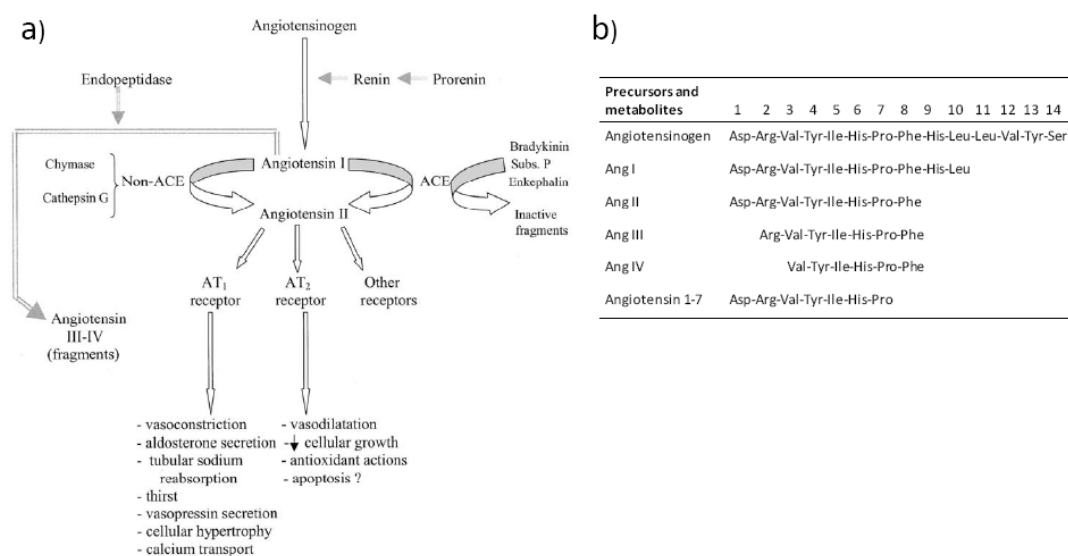 a)
Angiotensinogen
Endopeptidase
Renin
Prorenin
Chymase
Cathepsin G
Non-ACE
Angiotensin I
ACE
Bradykinin
Subs. P
Enkephalin
Angiotensin II
Inactive
fragments
AT1
receptor
AT2
receptor
Other
receptors
Angiotensin
III-IV
(fragments)
- vasoconstriction
- aldosterone secretion
- tubular sodium
reabsorption
- thirst
- vasopressin secretion
- cellular hypertrophy
- calcium transport
- vasodilatation
- cellular growth
- antioxidant actions
- apoptosis ?
b)
Precursors and
metabolites 1 2 3 4 5 6 7 8 9 10 11 12 13 14
Angiotensinogen Asp-Arg-Val-Tyr-Ile-His-Pro-Phe-His-Leu-Leu-Val-Tyr-Ser
Ang I Asp-Arg-Val-Tyr-Ile-His-Pro-Phe-His-Leu
Ang II Asp-Arg-Val-Tyr-Ile-His-Pro-Phe
Ang III Arg-Val-Tyr-Ile-His-Pro-Phe
Ang IV Val-Tyr-Ile-His-Pro-Phe
Angiotensin 1-7 Asp-Arg-Val-Tyr-Ile-His-Pro